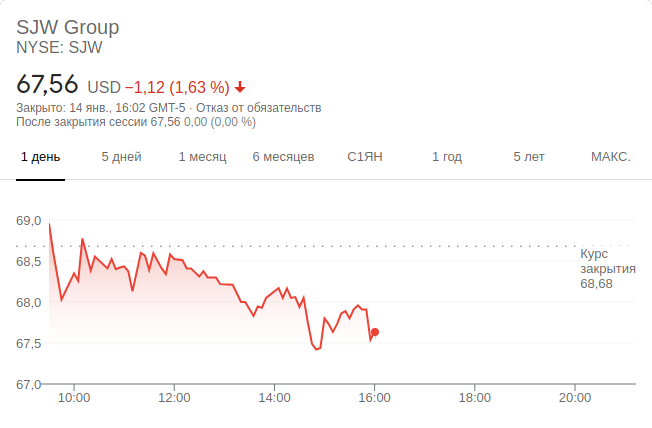 SJW Group
NYSE: SJW
67,56 USD −1,12 (1,63 %)
Закрыто: 14 янв., 16:02 GMT-5 · Отказ от обязательств
После закрытия сессии 67,56 0,00 (0,00 %)
1 день 5 дней 1 месяц 6 месяцев С1ЯН 1 год 5 лет МАКС.
69,0
68,5
68,0
67,5
67,0
Курс
закрытия
68,68
10:00 12:00 14:00 16:00 18:00 20:00